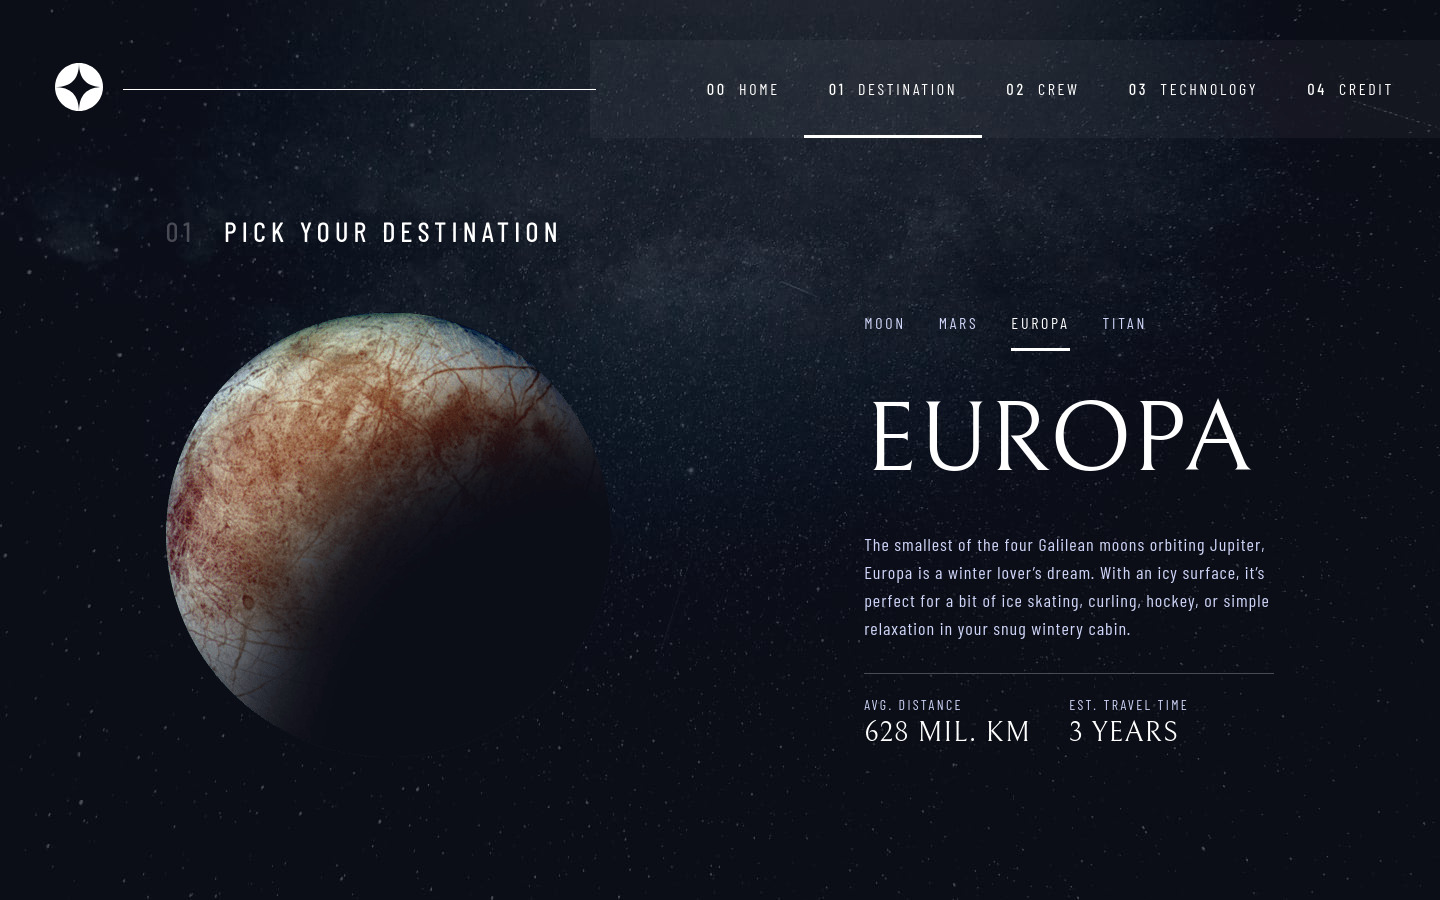 00 HOME 01 DESTINATION 02 CREW 03 TECHNOLOGY 04 CREDIT
01 PICK YOUR DESTINATION
MOON MARS EUROPA TITAN
EUROPA
The smallest of the four Galilean moons orbiting Jupiter,
Europa is a winter lover’s dream. With an icy surface, it’s
perfect for a bit of ice skating, curling, hockey, or simple
relaxation in your snug wintery cabin.
AVG. DISTANCE EST. TRAVEL TIME
628 MIL. KM 3 YEARS